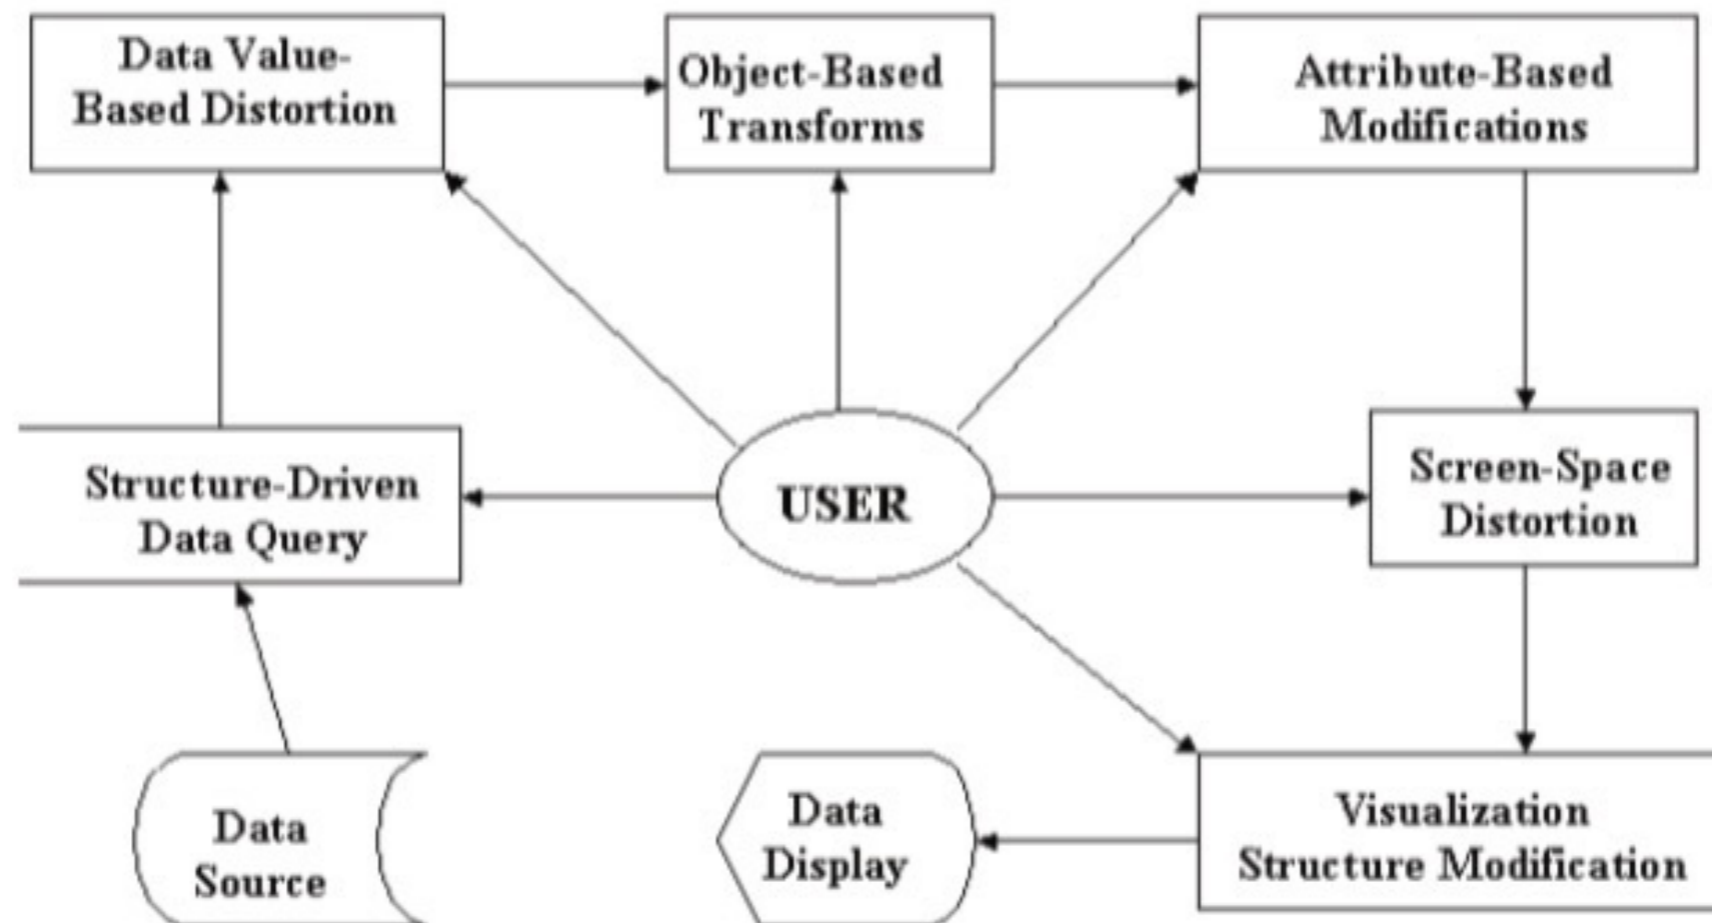 Data Value-
Based Distortion
Object-Based
Transforms
Attribute-Based
Modifications
Structure-Driven
Data Query
USER
Screen-Space
Distortion
Data
Source
Data
Display
Visualization
Structure Modification